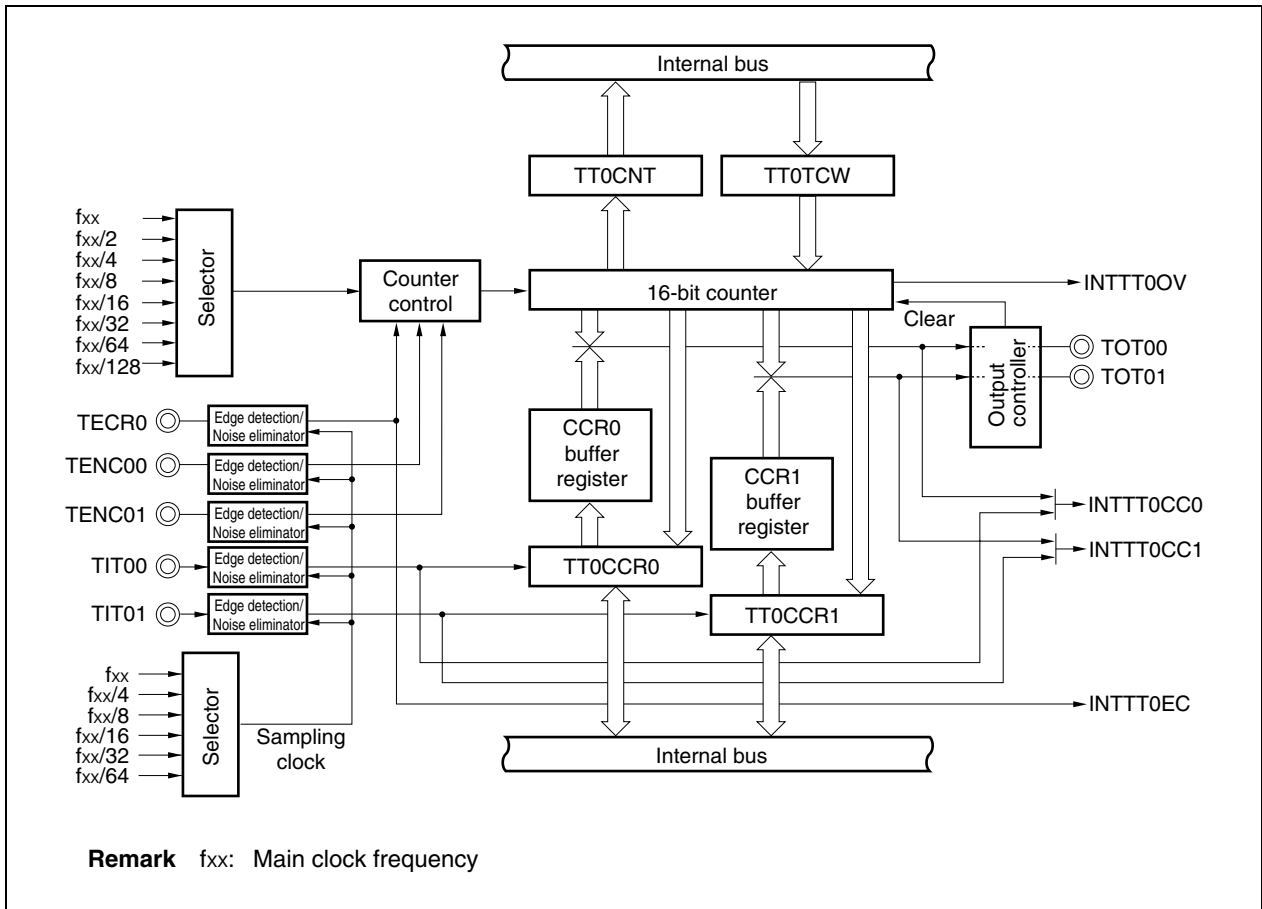 Internal bus
TT0CNT
TT0TCW
fxx
fxx/2
fxx/4
fxx/8
fxx/16
fxx/32
fxx/64
fxx/128
Selector
Counter
control
16-bit counter
INTTT0OV
Clear
Output
controller
TOT00
TOT01
TECR0
Edge detection/
Noise eliminator
TENC00
Edge detection/
Noise eliminator
TENC01
Edge detection/
Noise eliminator
TIT00
Edge detection/
Noise eliminator
TIT01
Edge detection/
Noise eliminator
CCR0
buffer
register
CCR1
buffer
register
INTTT0CC0
INTTT0CC1
TT0CCR0
TT0CCR1
fxx
fxx/4
fxx/8
fxx/16
fxx/32
fxx/64
Selector
Sampling
clock
INTTT0EC
Internal bus
Remark fxx: Main clock frequency